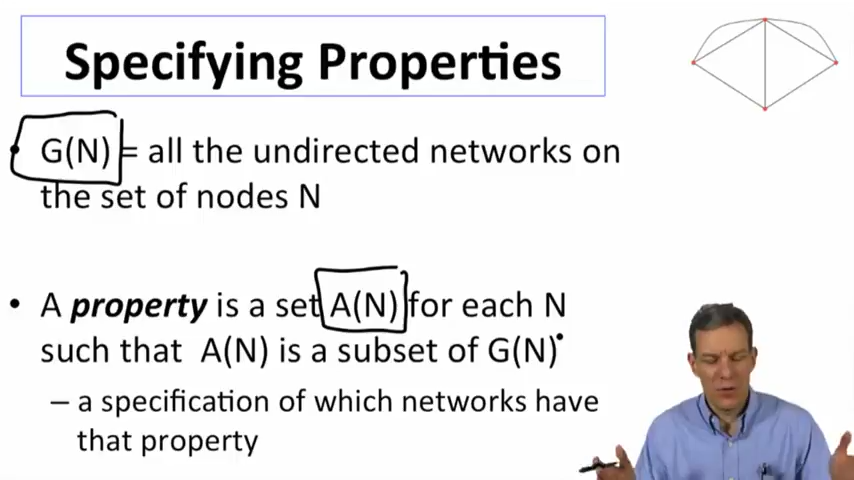 Specifying Properties
• G(N) = all the undirected networks on
the set of nodes N
• A property is a set A(N) for each N
such that A(N) is a subset of G(N)
– a specification of which networks have
that property